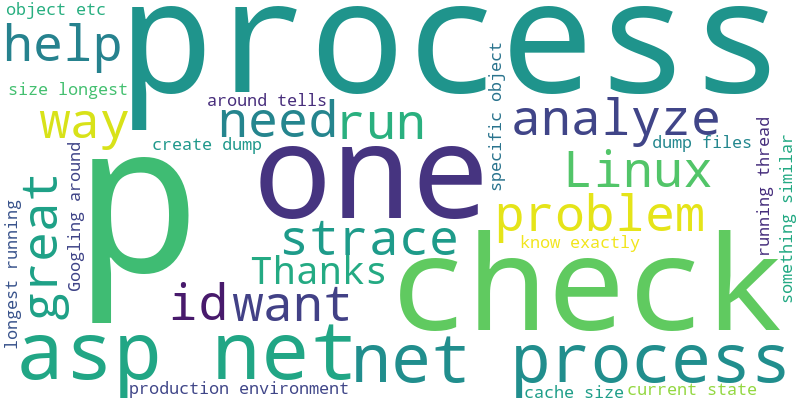 object etc
process
help
size longest
way
around tells
need
run
analyze
create dump
dump files
specific object
running thread
something similar
p
one
Linux
great
Googling around
longest running
problem
strace
know exactly
Thanks
check
id
want
asp net
net process
production environment
cache size
current state